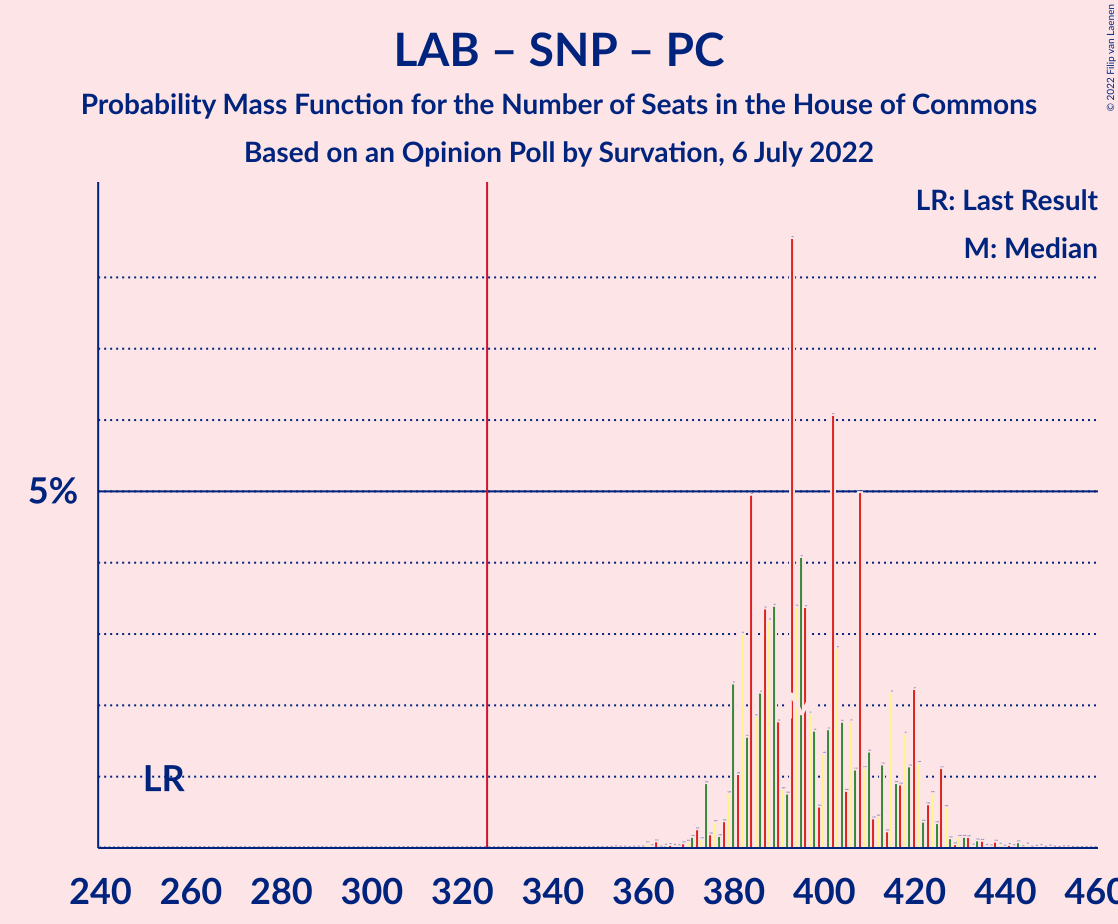 LAB – SNP – PC
Probability Mass Function for the Number of Seats in the House of Commons
Based on an Opinion Poll by Survation, 6 July 2022
© 2022 Filip van Laenen
LR: Last Result
M: Median
5%
LR
M
240 260 280 300 320 340 360 380 400 420 440 460